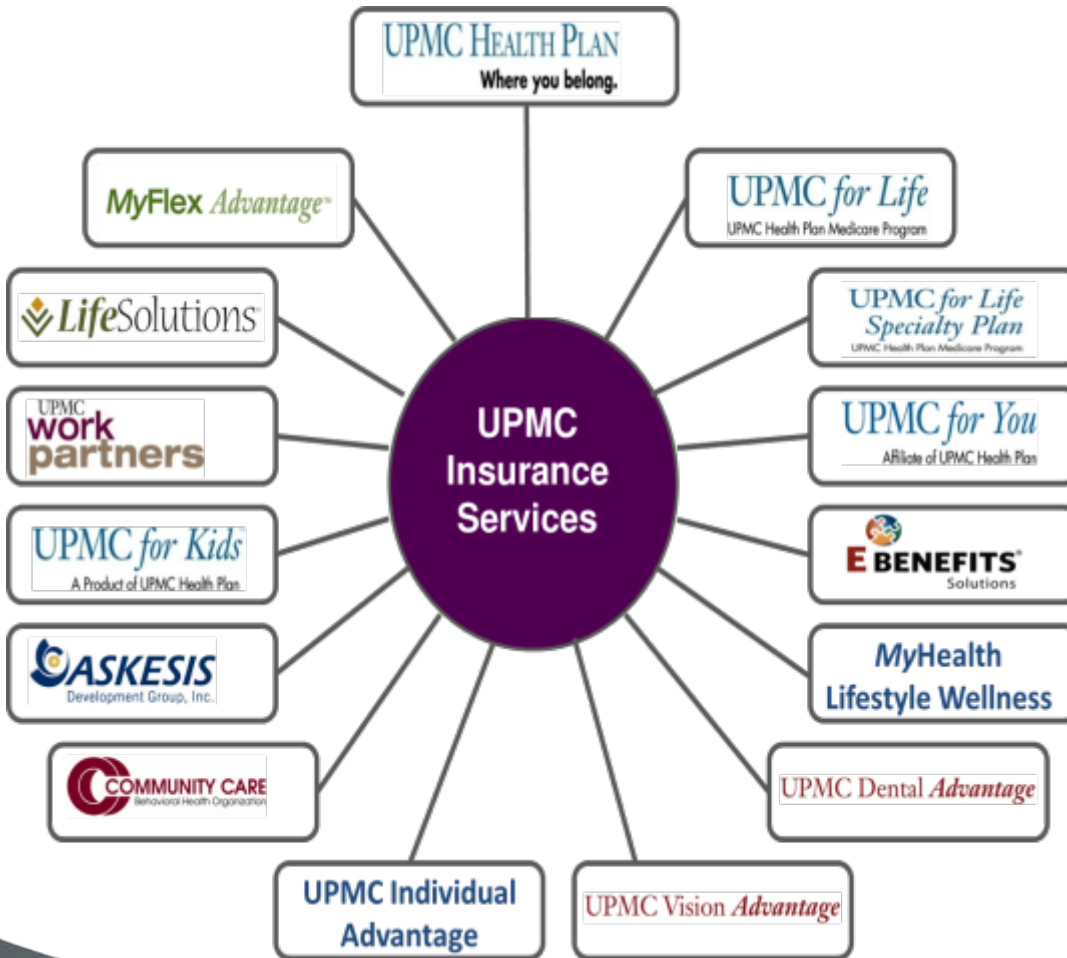 UPMC HEALTH PLAN
Where you belong.
MyFlex Advantage™
UPMC for Life
UPMC Health Plan Medicare Program
LifeSolutions
UPMC for Life
Specialty Plan
UPMC Health Plan Medicare Program
UPMC
work
partners
UPMC
Insurance
Services
UPMC for You
Affiliate of UPMC Health Plan
UPMC for Kids™
A Product of UPMC Health Plan
E BENEFITS®
Solutions
ASKESIS
Development Group, Inc.
MyHealth
Lifestyle Wellness
COMMUNITY CARE
Behavioral Health Organization
UPMC Dental Advantage
UPMC Individual
Advantage
UPMC Vision Advantage